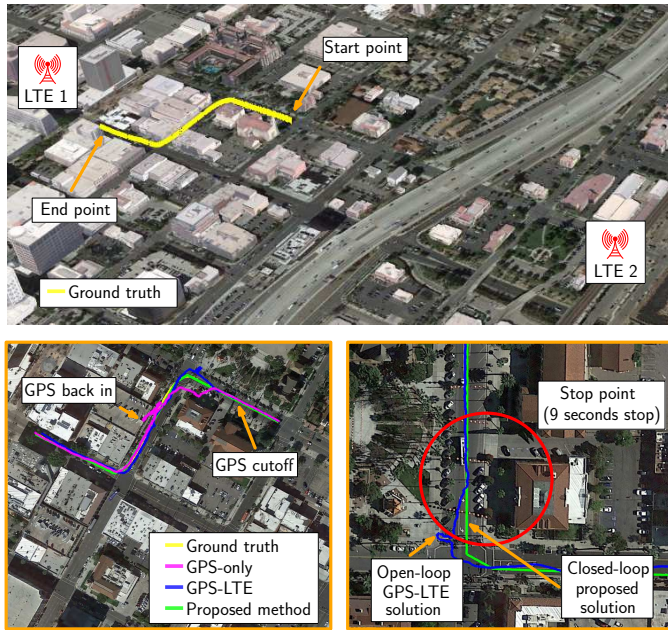 Start point
LTE 1
End point
LTE 2
Ground truth
GPS back in
GPS cutoff
Ground truth
GPS-only
GPS-LTE
Proposed method
Stop point
(9 seconds stop)
Open-loop
GPS-LTE
solution
Closed-loop
proposed
solution